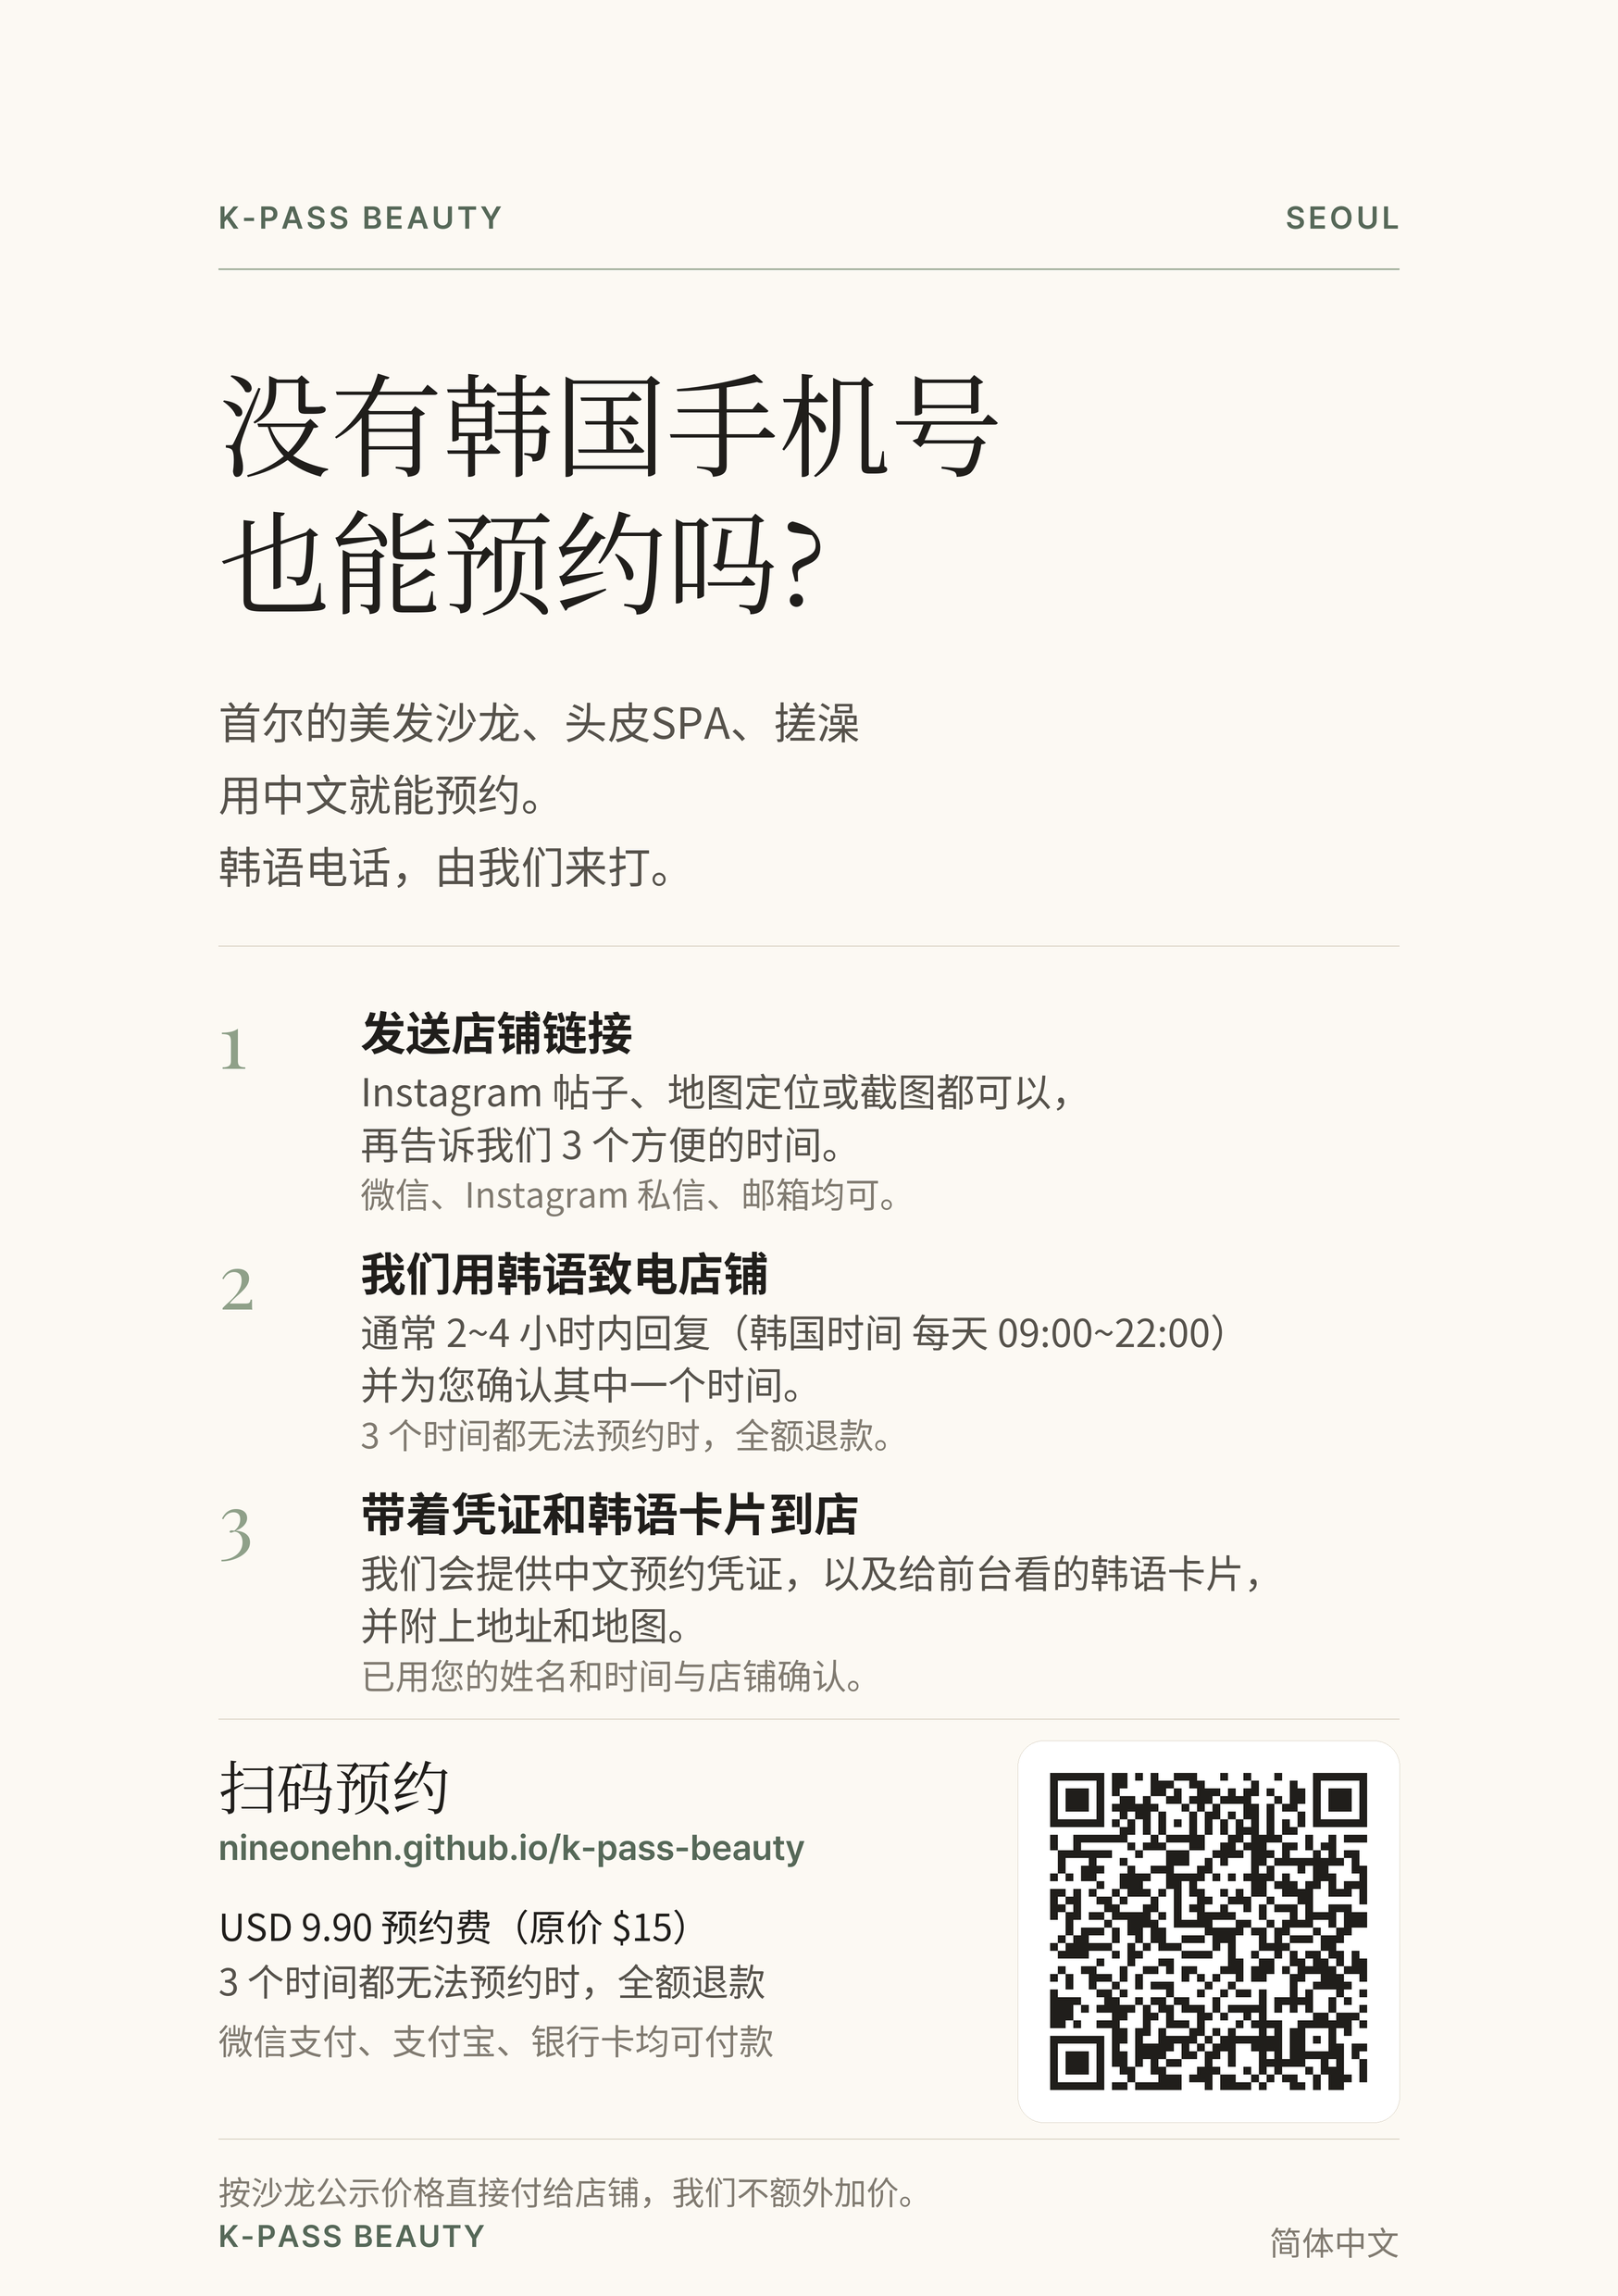 K-PASS BEAUTY
SEOUL
没有韩国手机号
也能预约吗?
首尔的美发沙龙、头皮SPA、搓澡
用中文就能预约。
韩语电话，由我们来打。
1
发送店铺链接
Instagram 帖子、地图定位或截图都可以，
再告诉我们 3 个方便的时间。
微信、Instagram 私信、邮箱均可。
2
我们用韩语致电店铺
通常 2~4 小时内回复（韩国时间 每天 09:00~22:00）
并为您确认其中一个时间。
3 个时间都无法预约时，全额退款。
3
带着凭证和韩语卡片到店
我们会提供中文预约凭证，以及给前台看的韩语卡片，
并附上地址和地图。
已用您的姓名和时间与店铺确认。
扫码预约
nineonehn.github.io/k-pass-beauty
USD 9.90 预约费（原价 $15）
3 个时间都无法预约时，全额退款
微信支付、支付宝、银行卡均可付款
按沙龙公示价格直接付给店铺，我们不额外加价。
K-PASS BEAUTY
简体中文